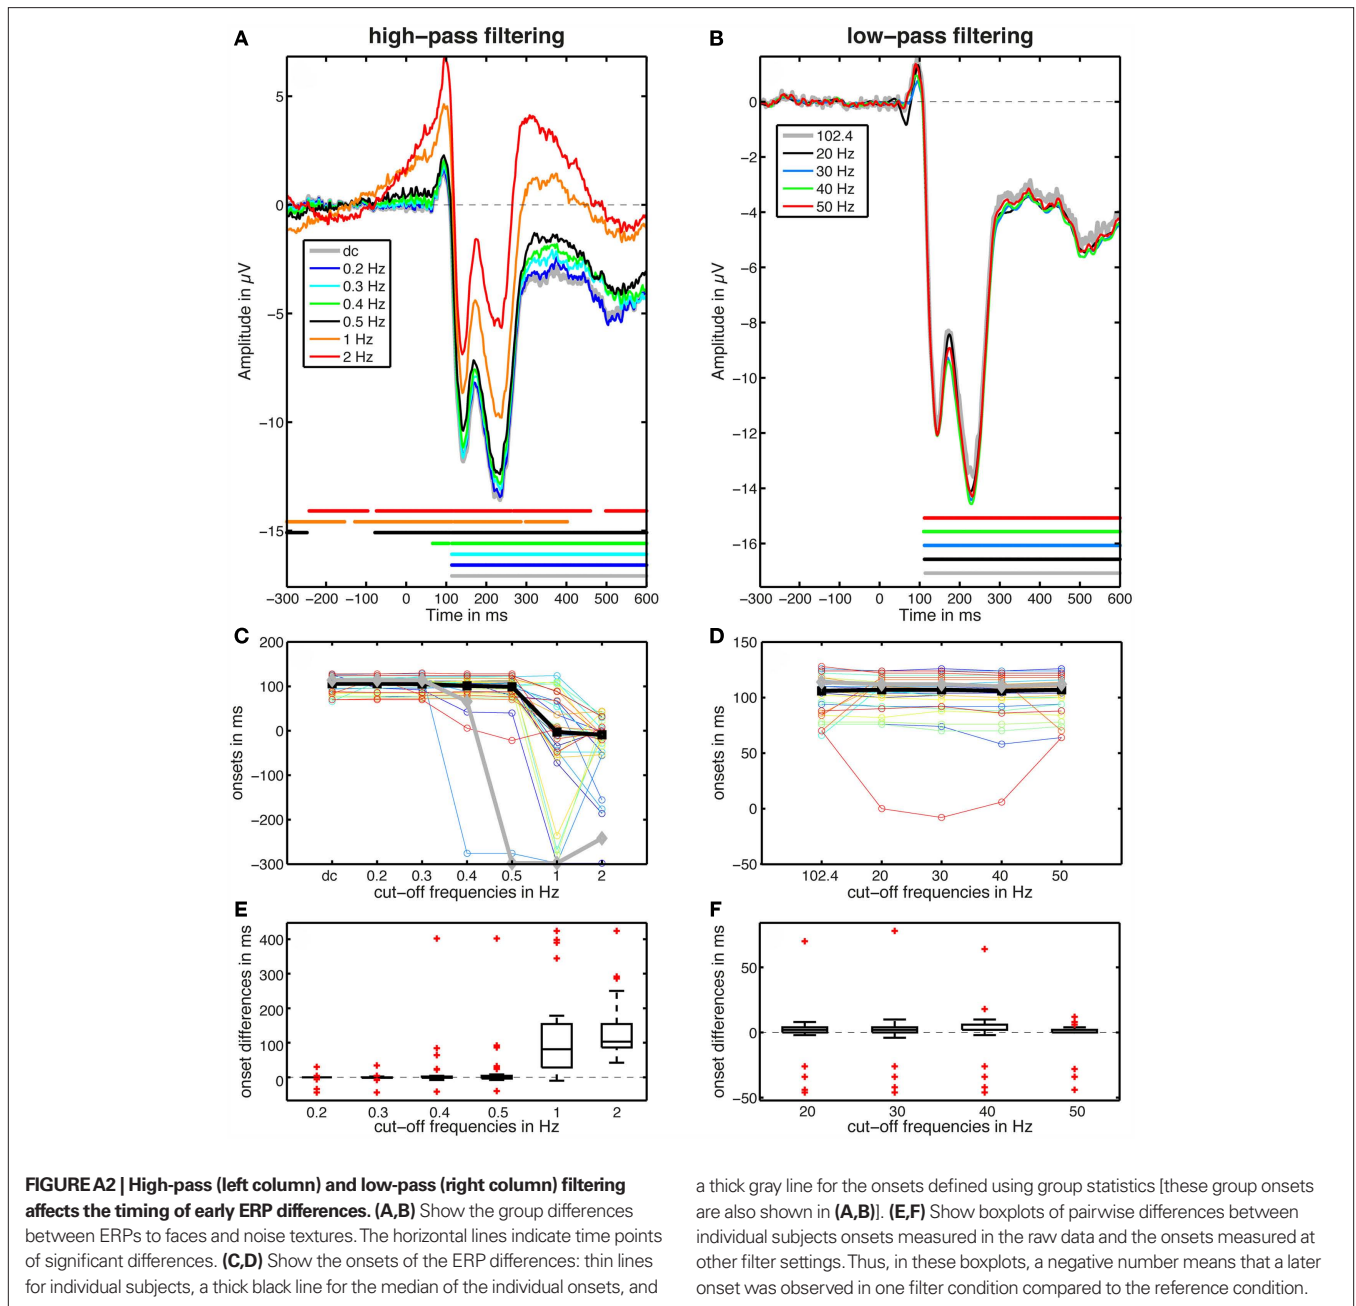 A
high–pass filtering
B
low–pass filtering
5
0
−5
−10
−15
Amplitude in μV
dc
0.2 Hz
0.3 Hz
0.4 Hz
0.5 Hz
1 Hz
2 Hz
−300 −200 −100 0 100 200 300 400 500 600
Time in ms
0
−2
−4
−6
−8
−10
−12
−14
−16
Amplitude in μV
102.4
20 Hz
30 Hz
40 Hz
50 Hz
−300 −200 −100 0 100 200 300 400 500 600
Time in ms
C
200
100
0
−100
−200
−300
onsets in ms
dc 0.2 0.3 0.4 0.5 1 2
cut–off frequencies in Hz
D
150
100
50
0
−50
onsets in ms
102.4 20 30 40 50
cut–off frequencies in Hz
E
400
300
200
100
0
onset differences in ms
0.2 0.3 0.4 0.5 1 2
cut–off frequencies in Hz
F
50
0
−50
onset differences in ms
20 30 40 50
cut–off frequencies in Hz
FIGURE A2 | High-pass (left column) and low-pass (right column) filtering
affects the timing of early ERP differences. (A,B) Show the group differences
between ERPs to faces and noise textures. The horizontal lines indicate time points
of significant differences. (C,D) Show the onsets of the ERP differences: thin lines
for individual subjects, a thick black line for the median of the individual onsets, and
a thick gray line for the onsets defined using group statistics [these group onsets
are also shown in (A,B)]. (E,F) Show boxplots of pairwise differences between
individual subjects onsets measured in the raw data and the onsets measured at
other filter settings. Thus, in these boxplots, a negative number means that a later
onset was observed in one filter condition compared to the reference condition.